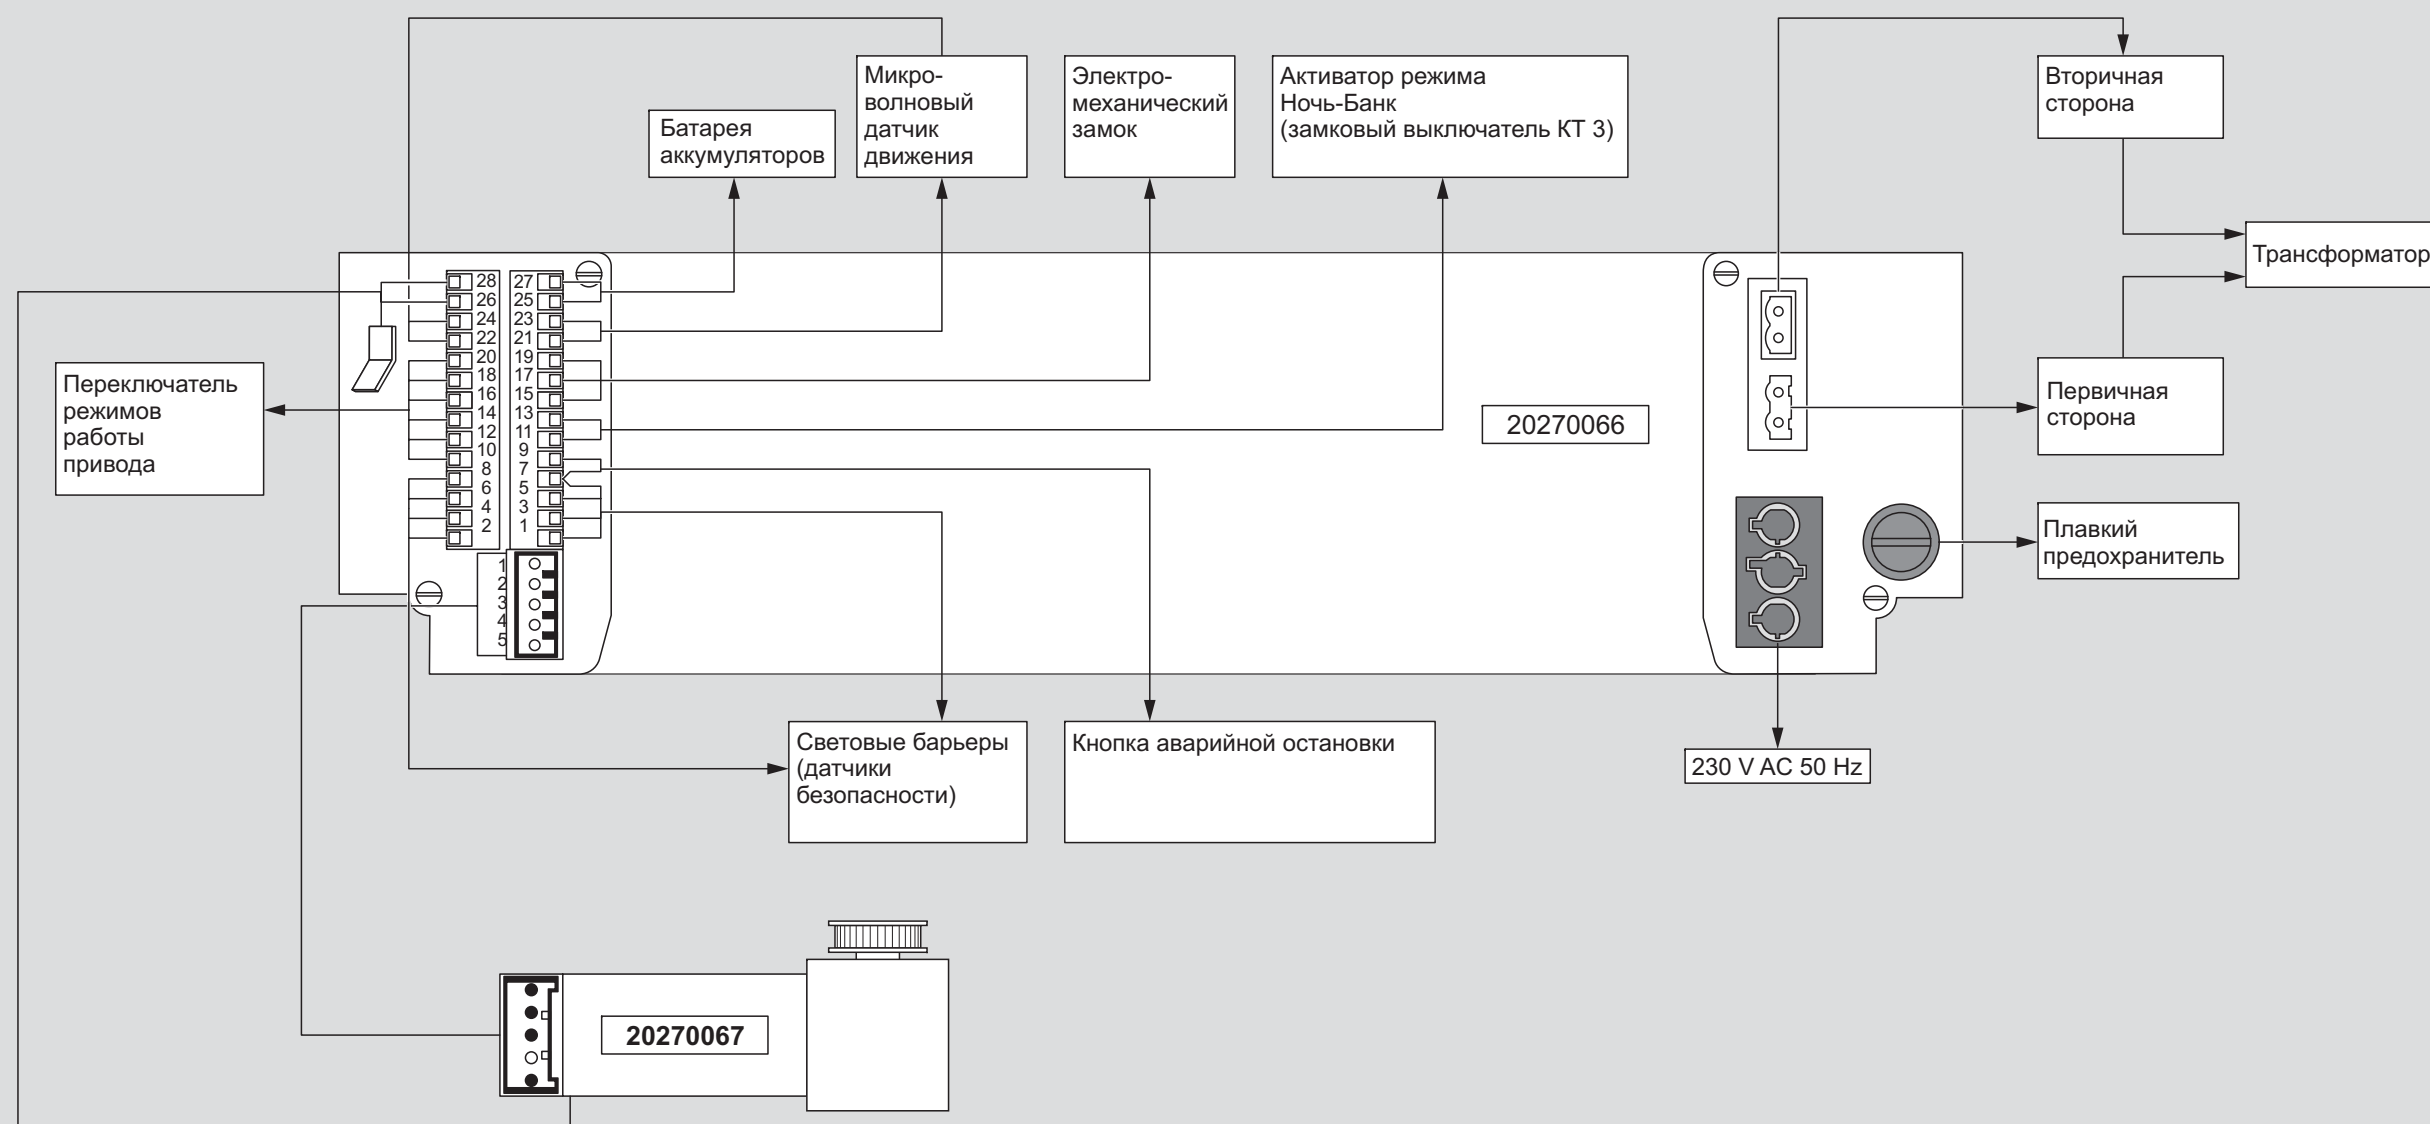 Микро-
волновый
датчик
движения
Электро-
механический
замок
Активатор режима
Ночь-Банк
(замковый выключатель КТ 3)
Вторичная
сторона
Батарея
аккумуляторов
Трансформатор
28 27
26 25
24 23
22 21
20 19
18 17
16 15
14 13
12 11
10 9
8 7
6 5
4 3
2 1
Переключатель
режимов
работы
привода
20270066
Первичная
сторона
Плавкий
предохранитель
1
2
3
4
5
Световые барьеры
(датчики
безопасности)
Кнопка аварийной остановки
230 V AC 50 Hz
20270067